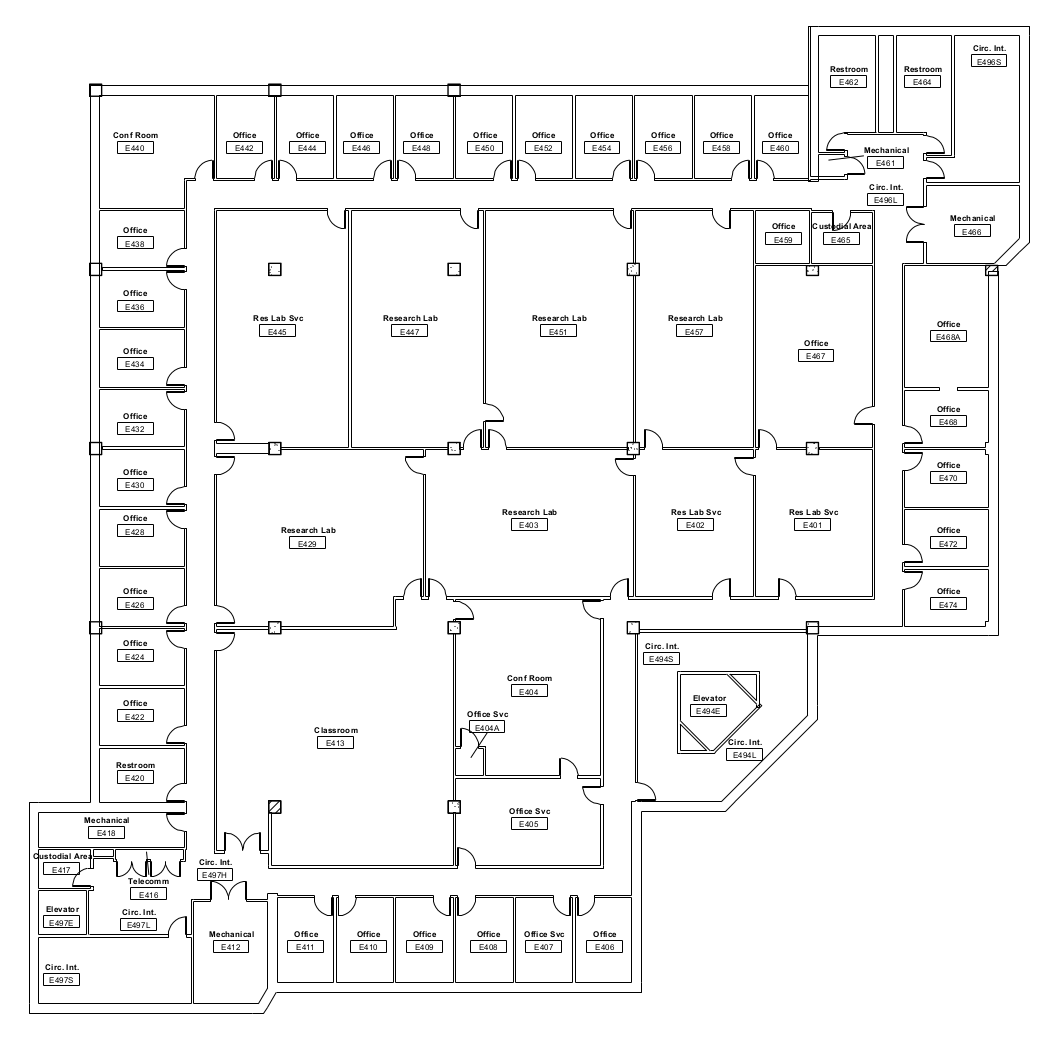 Circ. Int.
E496S
Restroom
E462
Restroom
E464
Conf Room
E440
Office
E442
Office
E444
Office
E446
Office
E448
Office
E450
Office
E452
Office
E454
Office
E456
Office
E458
Office
E460
Mechanical
E461
Circ. Int.
E496L
Mechanical
E466
Office
E438
Office
E459
Custodial Area
E465
Office
E436
Res Lab Svc
E445
Research Lab
E447
Research Lab
E451
Research Lab
E457
Office
E467
Office
E468A
Office
E434
Office
E432
Office
E468
Office
E430
Office
E470
Office
E428
Research Lab
E429
Research Lab
E403
Res Lab Svc
E402
Res Lab Svc
E401
Office
E472
Office
E426
Office
E474
Office
E424
Circ. Int.
E494S
Conf Room
E404
Elevator
E494E
Office
E422
Office Svc
E404A
Classroom
E413
Circ. Int.
E494L
Restroom
E420
Mechanical
E418
Office Svc
E405
Custodial Area
E417
Circ. Int.
E497H
Telecomm
E416
Elevator
E497E
Circ. Int.
E497L
Mechanical
E412
Office
E411
Office
E410
Office
E409
Office
E408
Office Svc
E407
Office
E406
Circ. Int.
E497S